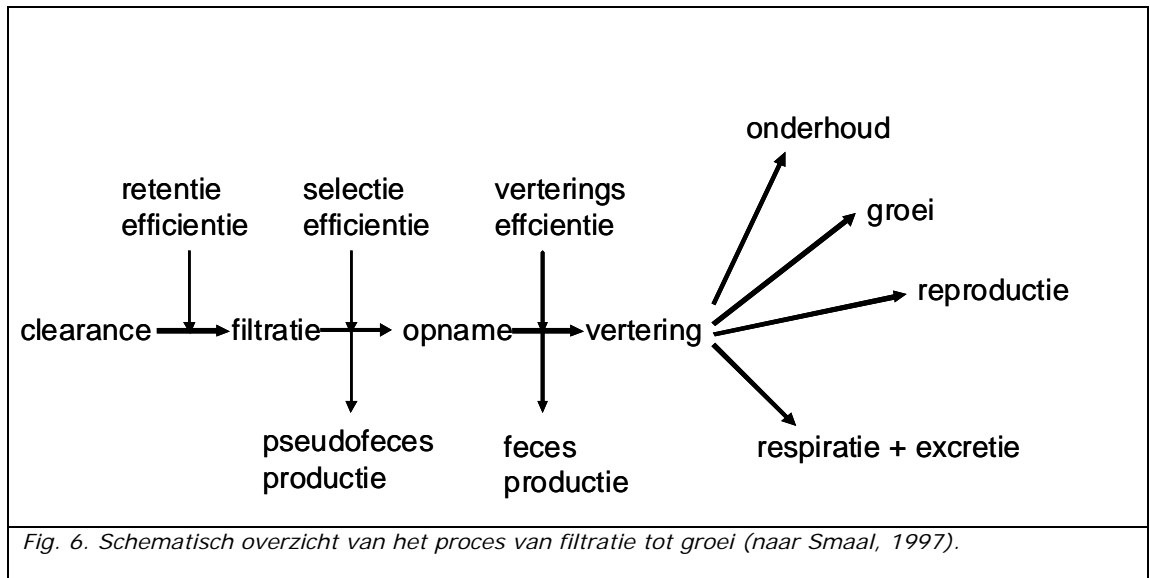 onderhoud
retentie
efficientie
selectie
efficientie
verterings
effcientie
groei
reproductie
clearance
filtratie
opname
vertering
pseudofeces
productie
feces
productie
respiratie + excretie
Fig. 6. Schematisch overzicht van het proces van filtratie tot groei (naar Smaal, 1997).